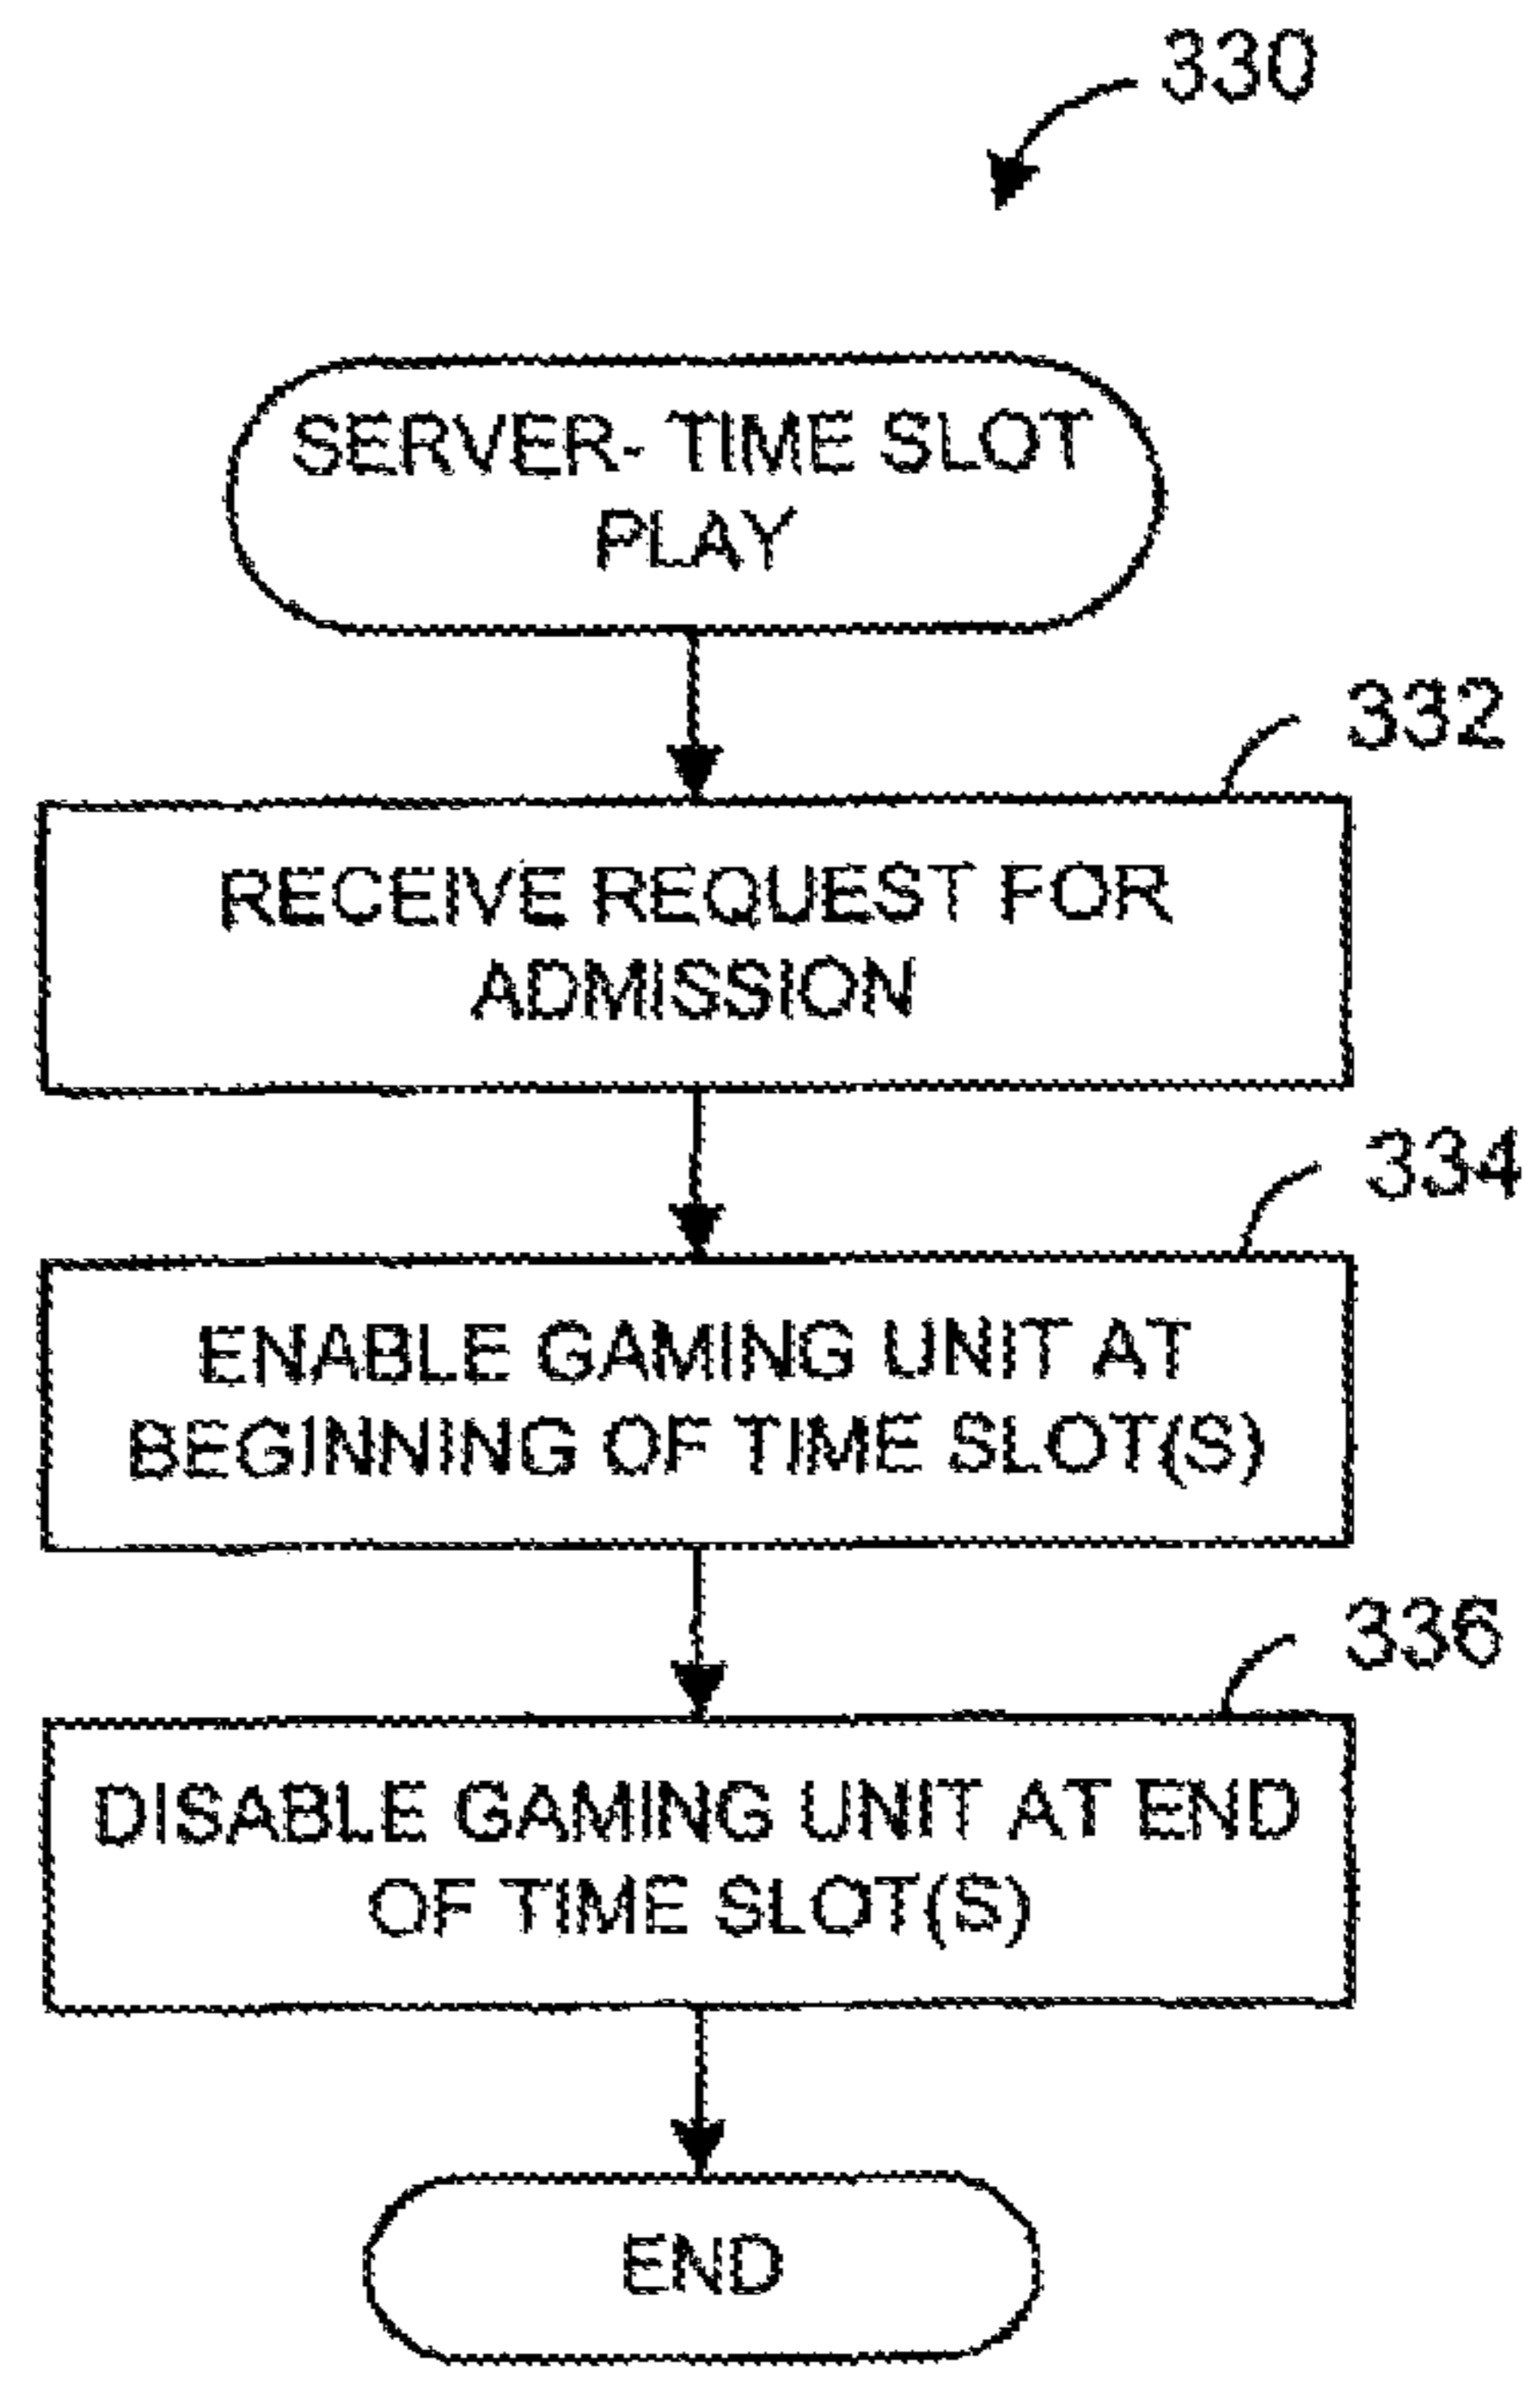 330
SERVER- TIME SLOT
PLAY
332
RECEIVE REQUEST FOR
ADMISSION
334
ENABLE GAMING UNIT AT
BEGINNING OF TIME SLOT(S)
336
DISABLE GAMING UNIT AT END
OF TIME SLOT(S)
END